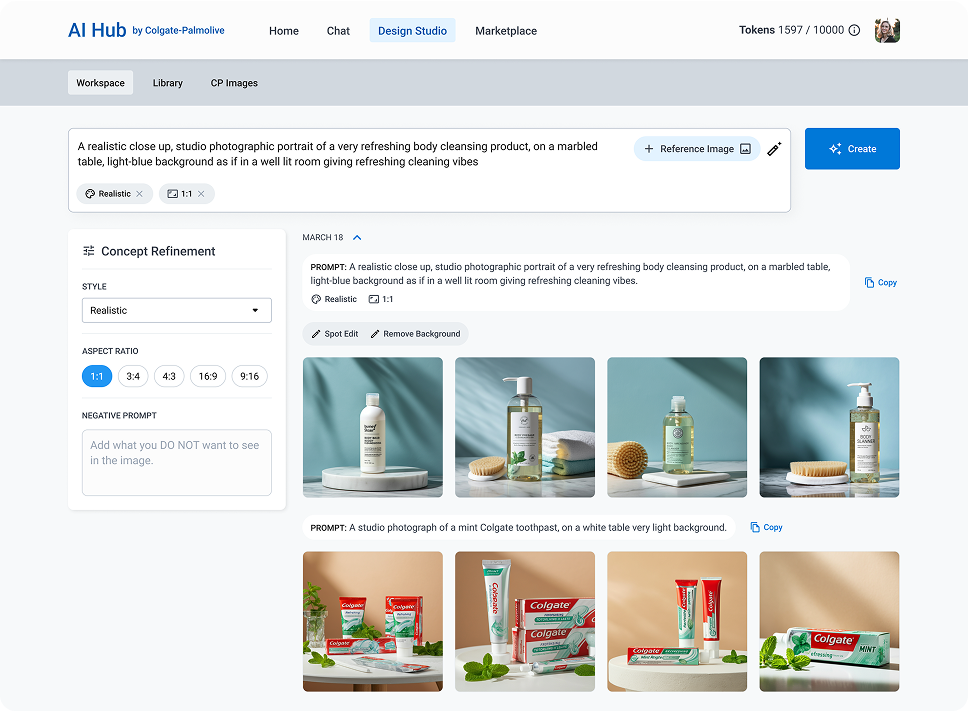 AI Hub by Colgate-Palmolive
Home
Chat
Design Studio
Marketplace
Tokens 1597 / 10000
Workspace
Library
CP Images
A realistic close up, studio photographic portrait of a very refreshing body cleansing product, on a marbled
table, light-blue background as if in a well lit room giving refreshing cleaning vibes
+ Reference Image
Create
Realistic
1:1
Concept Refinement
STYLE
Realistic
ASPECT RATIO
1:1
3:4
4:3
16:9
9:16
NEGATIVE PROMPT
Add what you DO NOT want to see
in the image.
MARCH 18
PROMPT: A realistic close up, studio photographic portrait of a very refreshing body cleansing product, on a marbled table,
light-blue background as if in a well lit room giving refreshing cleaning vibes.
Copy
Realistic
1:1
Spot Edit
Remove Background
BODY
SLANNER
PROMPT: A studio photograph of a mint Colgate toothpast, on a white table very light background.
Copy
Colgate
Colgate
Colgate
Colgate
Colgate
Colgate
Colgate
Colgate
Colgate
MINT